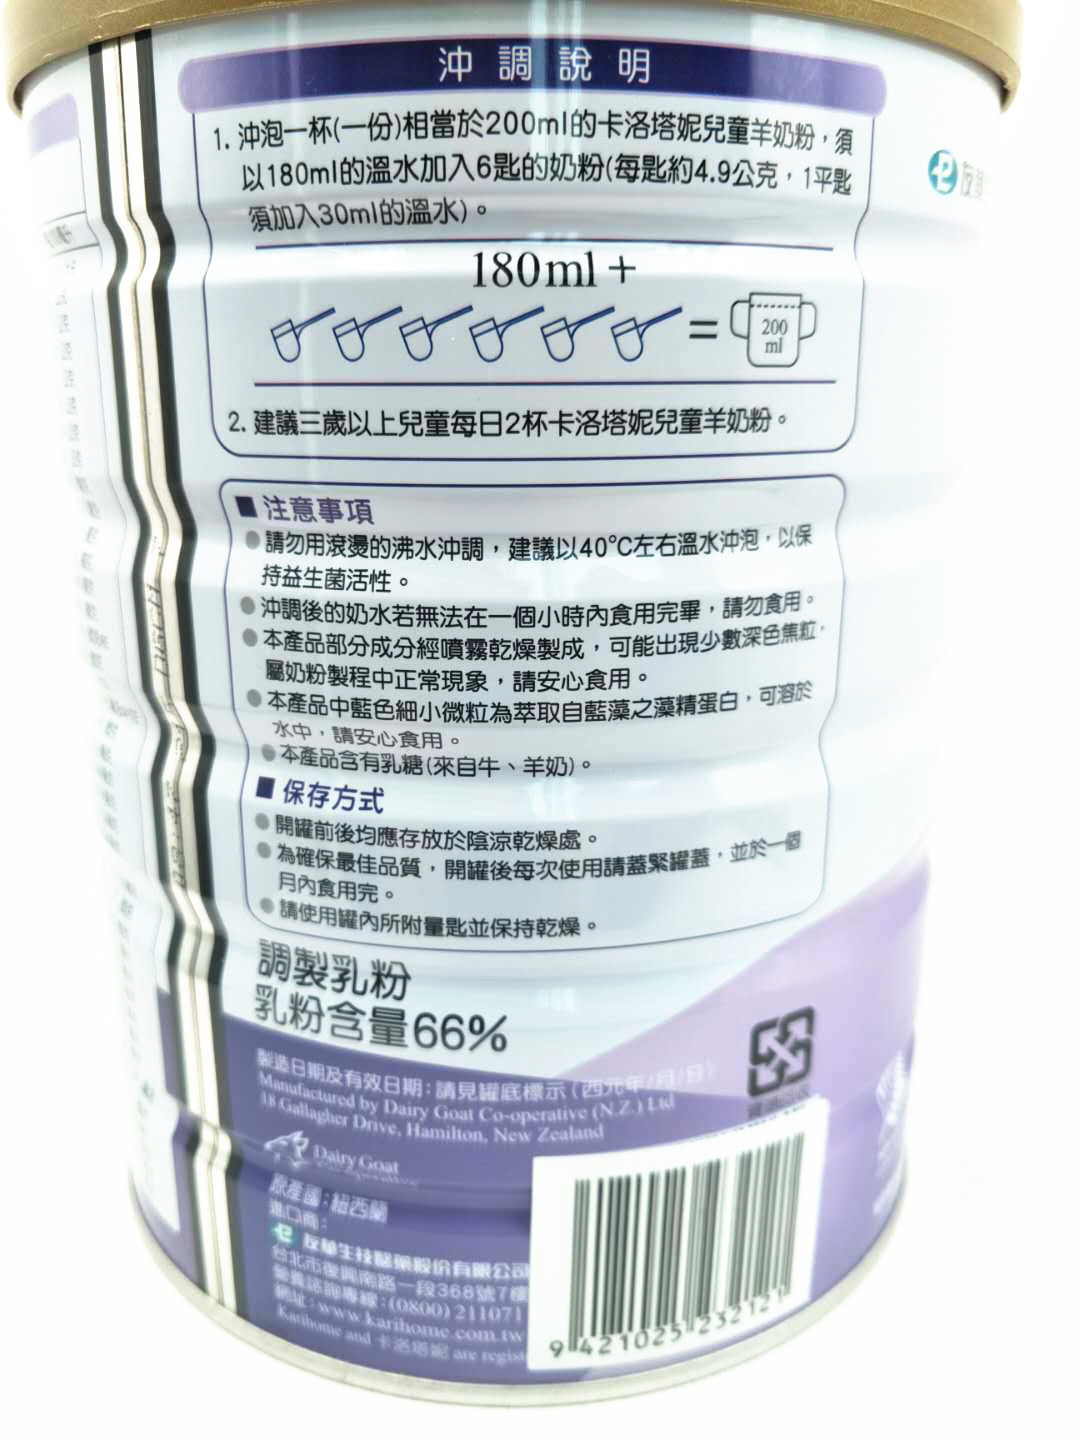 沖調說明
1. 沖泡一杯(一份)相當於200ml的卡洛塔妮兒童羊奶粉，須
以180ml的溫水加入6匙的奶粉(每匙約4.9公克，1平匙
須加入30ml的溫水)。
180ml +
= 200 ml
2. 建議三歲以上兒童每日2杯卡洛塔妮兒童羊奶粉。
■ 注意事項
●請勿用滾燙的沸水沖調，建議以40°C左右溫水沖泡，以保
持益生菌活性。
●沖調後的奶水若無法在一個小時內食用完畢，請勿食用。
●本產品部分成分經噴霧乾燥製成，可能出現少數深色焦粒，
屬奶粉製程中正常現象，請安心食用。
●本產品中藍色細小微粒為萃取自藍藻之藻精蛋白，可溶於
水中，請安心食用。
●本產品含有乳糖(來自牛、羊奶)。
■ 保存方式
●開罐前後均應存放於陰涼乾燥處。
●為確保最佳品質，開罐後每次使用請蓋緊罐蓋，並於一個
月內食用完。
●請使用罐內所附量匙並保持乾燥。
調製乳粉
乳粉含量66%
製造日期及有效日期：請見罐底標示(西元年/月/日)
Manufactured by Dairy Goat Co-operative (N.Z.) Ltd
18 Gallagher Drive, Hamilton, New Zealand
Dairy Goat
原產國：紐西蘭
進口商：
友華生技醫藥股份有限公司
台北市復興南路一段368號7樓
營養諮詢專線：(0800) 211071
網址：www.karihome.com.tw
Karihome and 卡洛塔妮 are regist
9 421025 232121